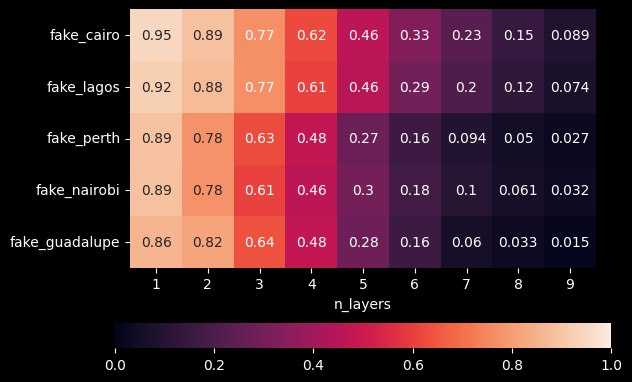 fake_cairo 0.95 0.89 0.77 0.62 0.46 0.33 0.23 0.15 0.089
fake_lagos 0.92 0.88 0.77 0.61 0.46 0.29 0.2 0.12 0.074
fake_perth 0.89 0.78 0.63 0.48 0.27 0.16 0.094 0.05 0.027
fake_nairobi 0.89 0.78 0.61 0.46 0.3 0.18 0.1 0.061 0.032
fake_guadalupe 0.86 0.82 0.64 0.48 0.28 0.16 0.06 0.033 0.015
1 2 3 4 5 6 7 8 9
n_layers
0.0 0.2 0.4 0.6 0.8 1.0